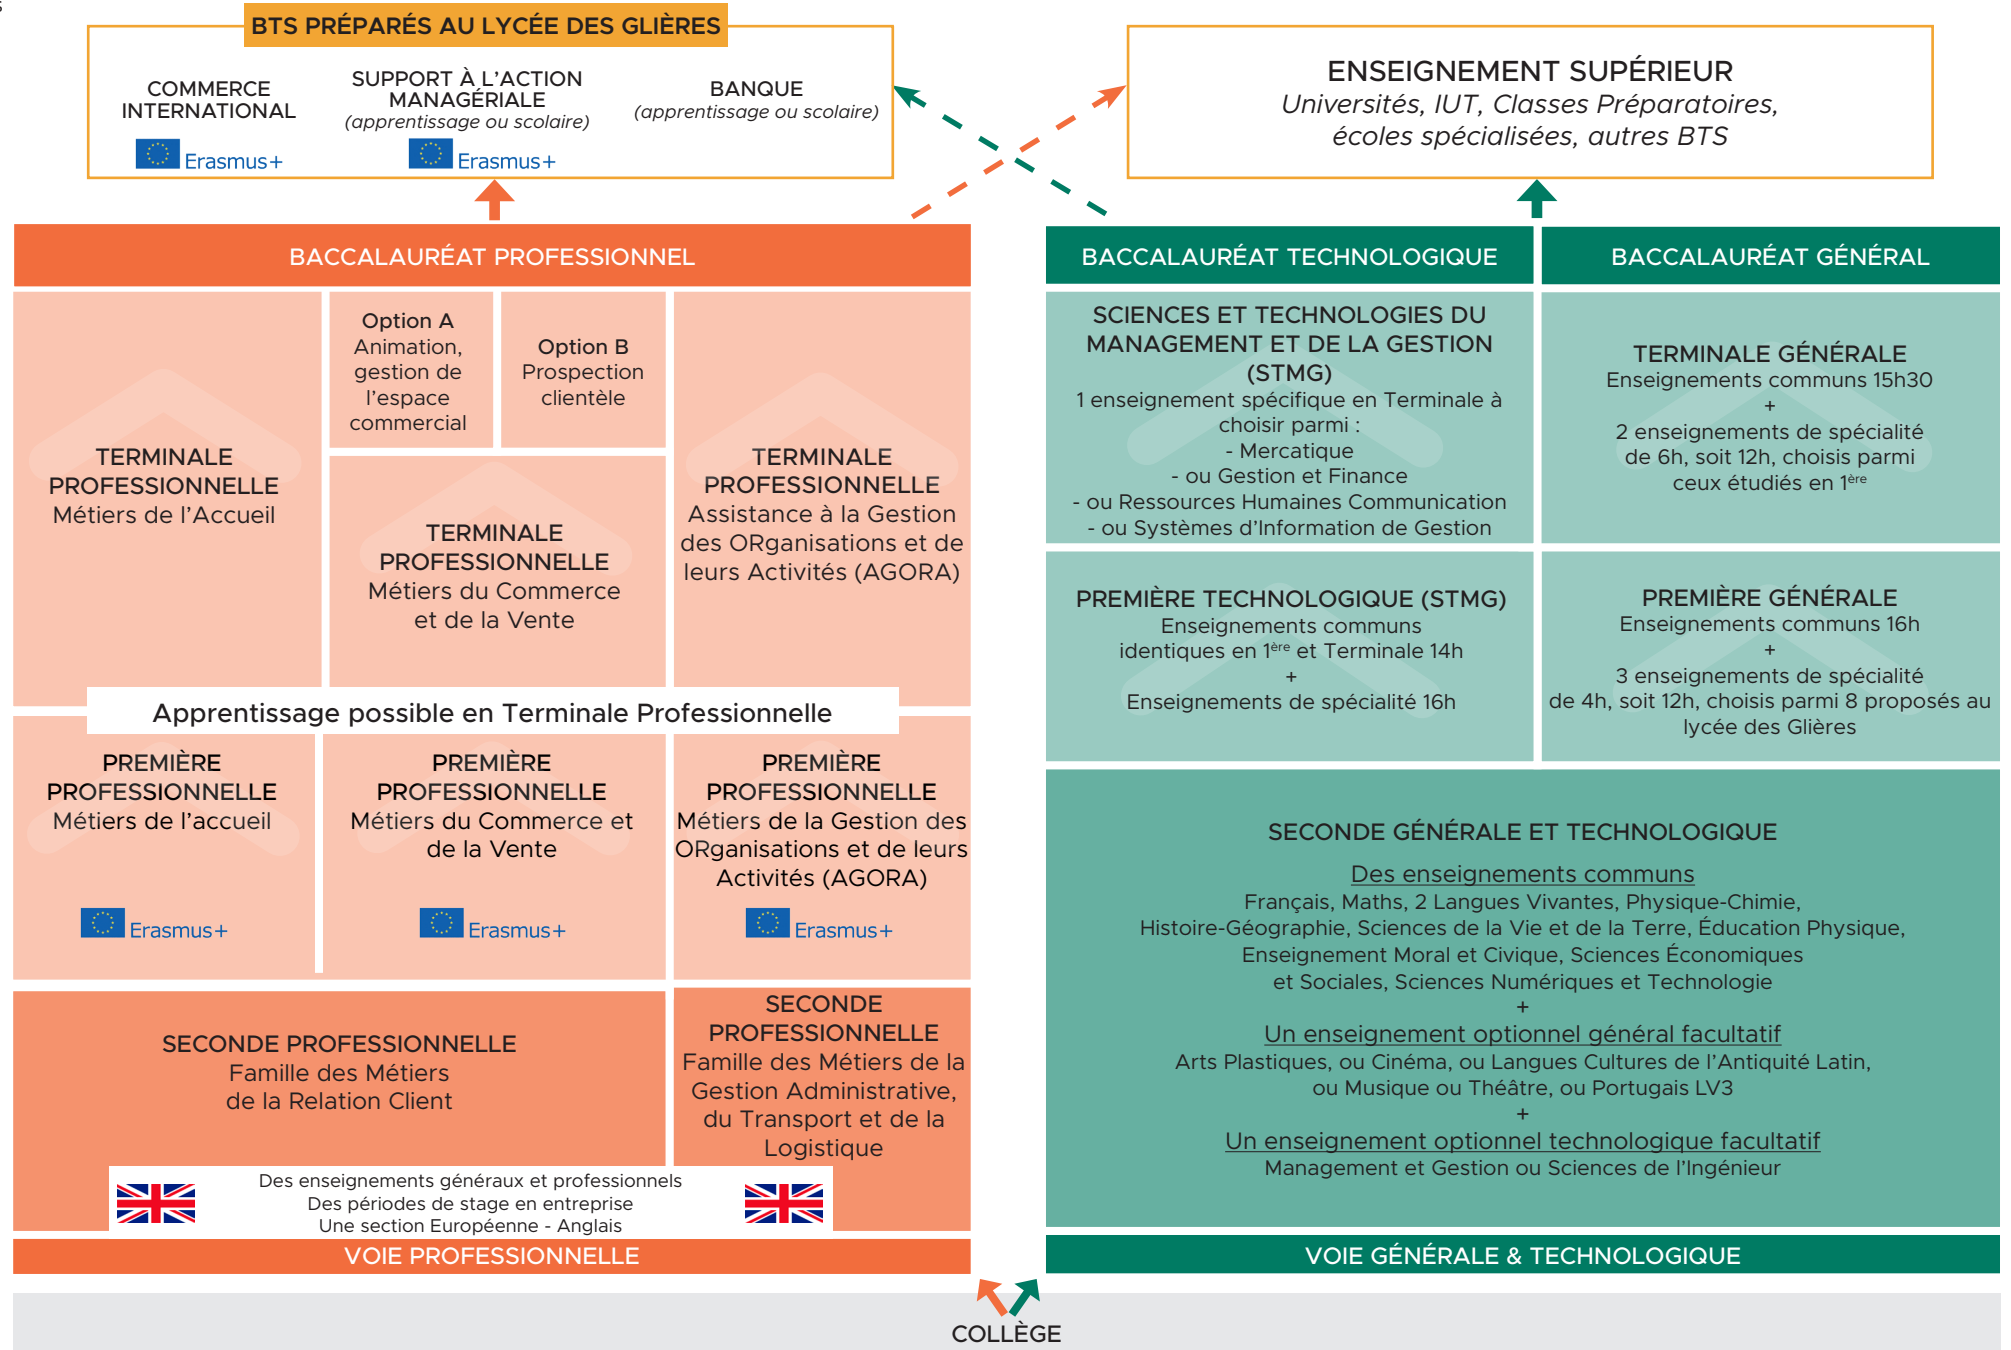 s
BTS PRÉPARÉS AU LYCÉE DES GLIÈRES
COMMERCE
INTERNATIONAL
Erasmus+
SUPPORT À L'ACTION
MANAGÉRIALE
(apprentissage ou scolaire)
Erasmus+
BANQUE
(apprentissage ou scolaire)
ENSEIGNEMENT SUPÉRIEUR
Universités, IUT, Classes Préparatoires,
écoles spécialisées, autres BTS
BACCALAURÉAT PROFESSIONNEL
TERMINALE
PROFESSIONNELLE
Métiers de l'Accueil
Option A
Animation,
gestion de
l'espace
commercial
Option B
Prospection
clientèle
TERMINALE
PROFESSIONNELLE
Métiers du Commerce
et de la Vente
TERMINALE
PROFESSIONNELLE
Assistance à la Gestion
des ORganisations et de
leurs Activités (AGORA)
Apprentissage possible en Terminale Professionnelle
PREMIÈRE
PROFESSIONNELLE
Métiers de l'accueil
Erasmus+
PREMIÈRE
PROFESSIONNELLE
Métiers du Commerce et
de la Vente
Erasmus+
PREMIÈRE
PROFESSIONNELLE
Métiers de la Gestion des
ORganisations et de leurs
Activités (AGORA)
Erasmus+
SECONDE PROFESSIONNELLE
Famille des Métiers
de la Relation Client
SECONDE
PROFESSIONNELLE
Famille des Métiers de la
Gestion Administrative,
du Transport et de la
Logistique
Des enseignements généraux et professionnels
Des périodes de stage en entreprise
Une section Européenne - Anglais
VOIE PROFESSIONNELLE
BACCALAURÉAT TECHNOLOGIQUE
SCIENCES ET TECHNOLOGIES DU
MANAGEMENT ET DE LA GESTION
(STMG)
1 enseignement spécifique en Terminale à
choisir parmi :
- Mercatique
- ou Gestion et Finance
- ou Ressources Humaines Communication
- ou Systèmes d'Information de Gestion
PREMIÈRE TECHNOLOGIQUE (STMG)
Enseignements communs
identiques en 1ère et Terminale 14h
+
Enseignements de spécialité 16h
BACCALAURÉAT GÉNÉRAL
TERMINALE GÉNÉRALE
Enseignements communs 15h30
+
2 enseignements de spécialité
de 6h, soit 12h, choisis parmi
ceux étudiés en 1ère
PREMIÈRE GÉNÉRALE
Enseignements communs 16h
+
3 enseignements de spécialité
de 4h, soit 12h, choisis parmi 8 proposés au
lycée des Glières
SECONDE GÉNÉRALE ET TECHNOLOGIQUE
Des enseignements communs
Français, Maths, 2 Langues Vivantes, Physique-Chimie,
Histoire-Géographie, Sciences de la Vie et de la Terre, Éducation Physique,
Enseignement Moral et Civique, Sciences Économiques
et Sociales, Sciences Numériques et Technologie
+
Un enseignement optionnel général facultatif
Arts Plastiques, ou Cinéma, ou Langues Cultures de l'Antiquité Latin,
ou Musique ou Théâtre, ou Portugais LV3
+
Un enseignement optionnel technologique facultatif
Management et Gestion ou Sciences de l'Ingénieur
VOIE GÉNÉRALE & TECHNOLOGIQUE
COLLÈGE